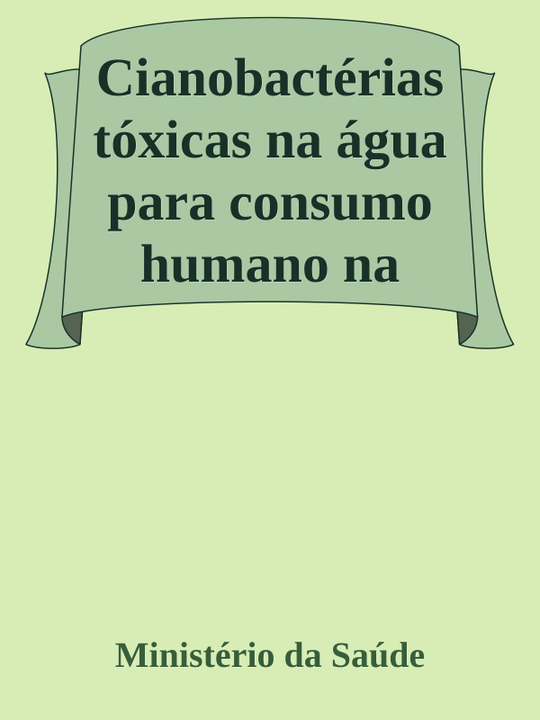 Cianobactérias
tóxicas na água
para consumo
humano na
Ministério da Saúde